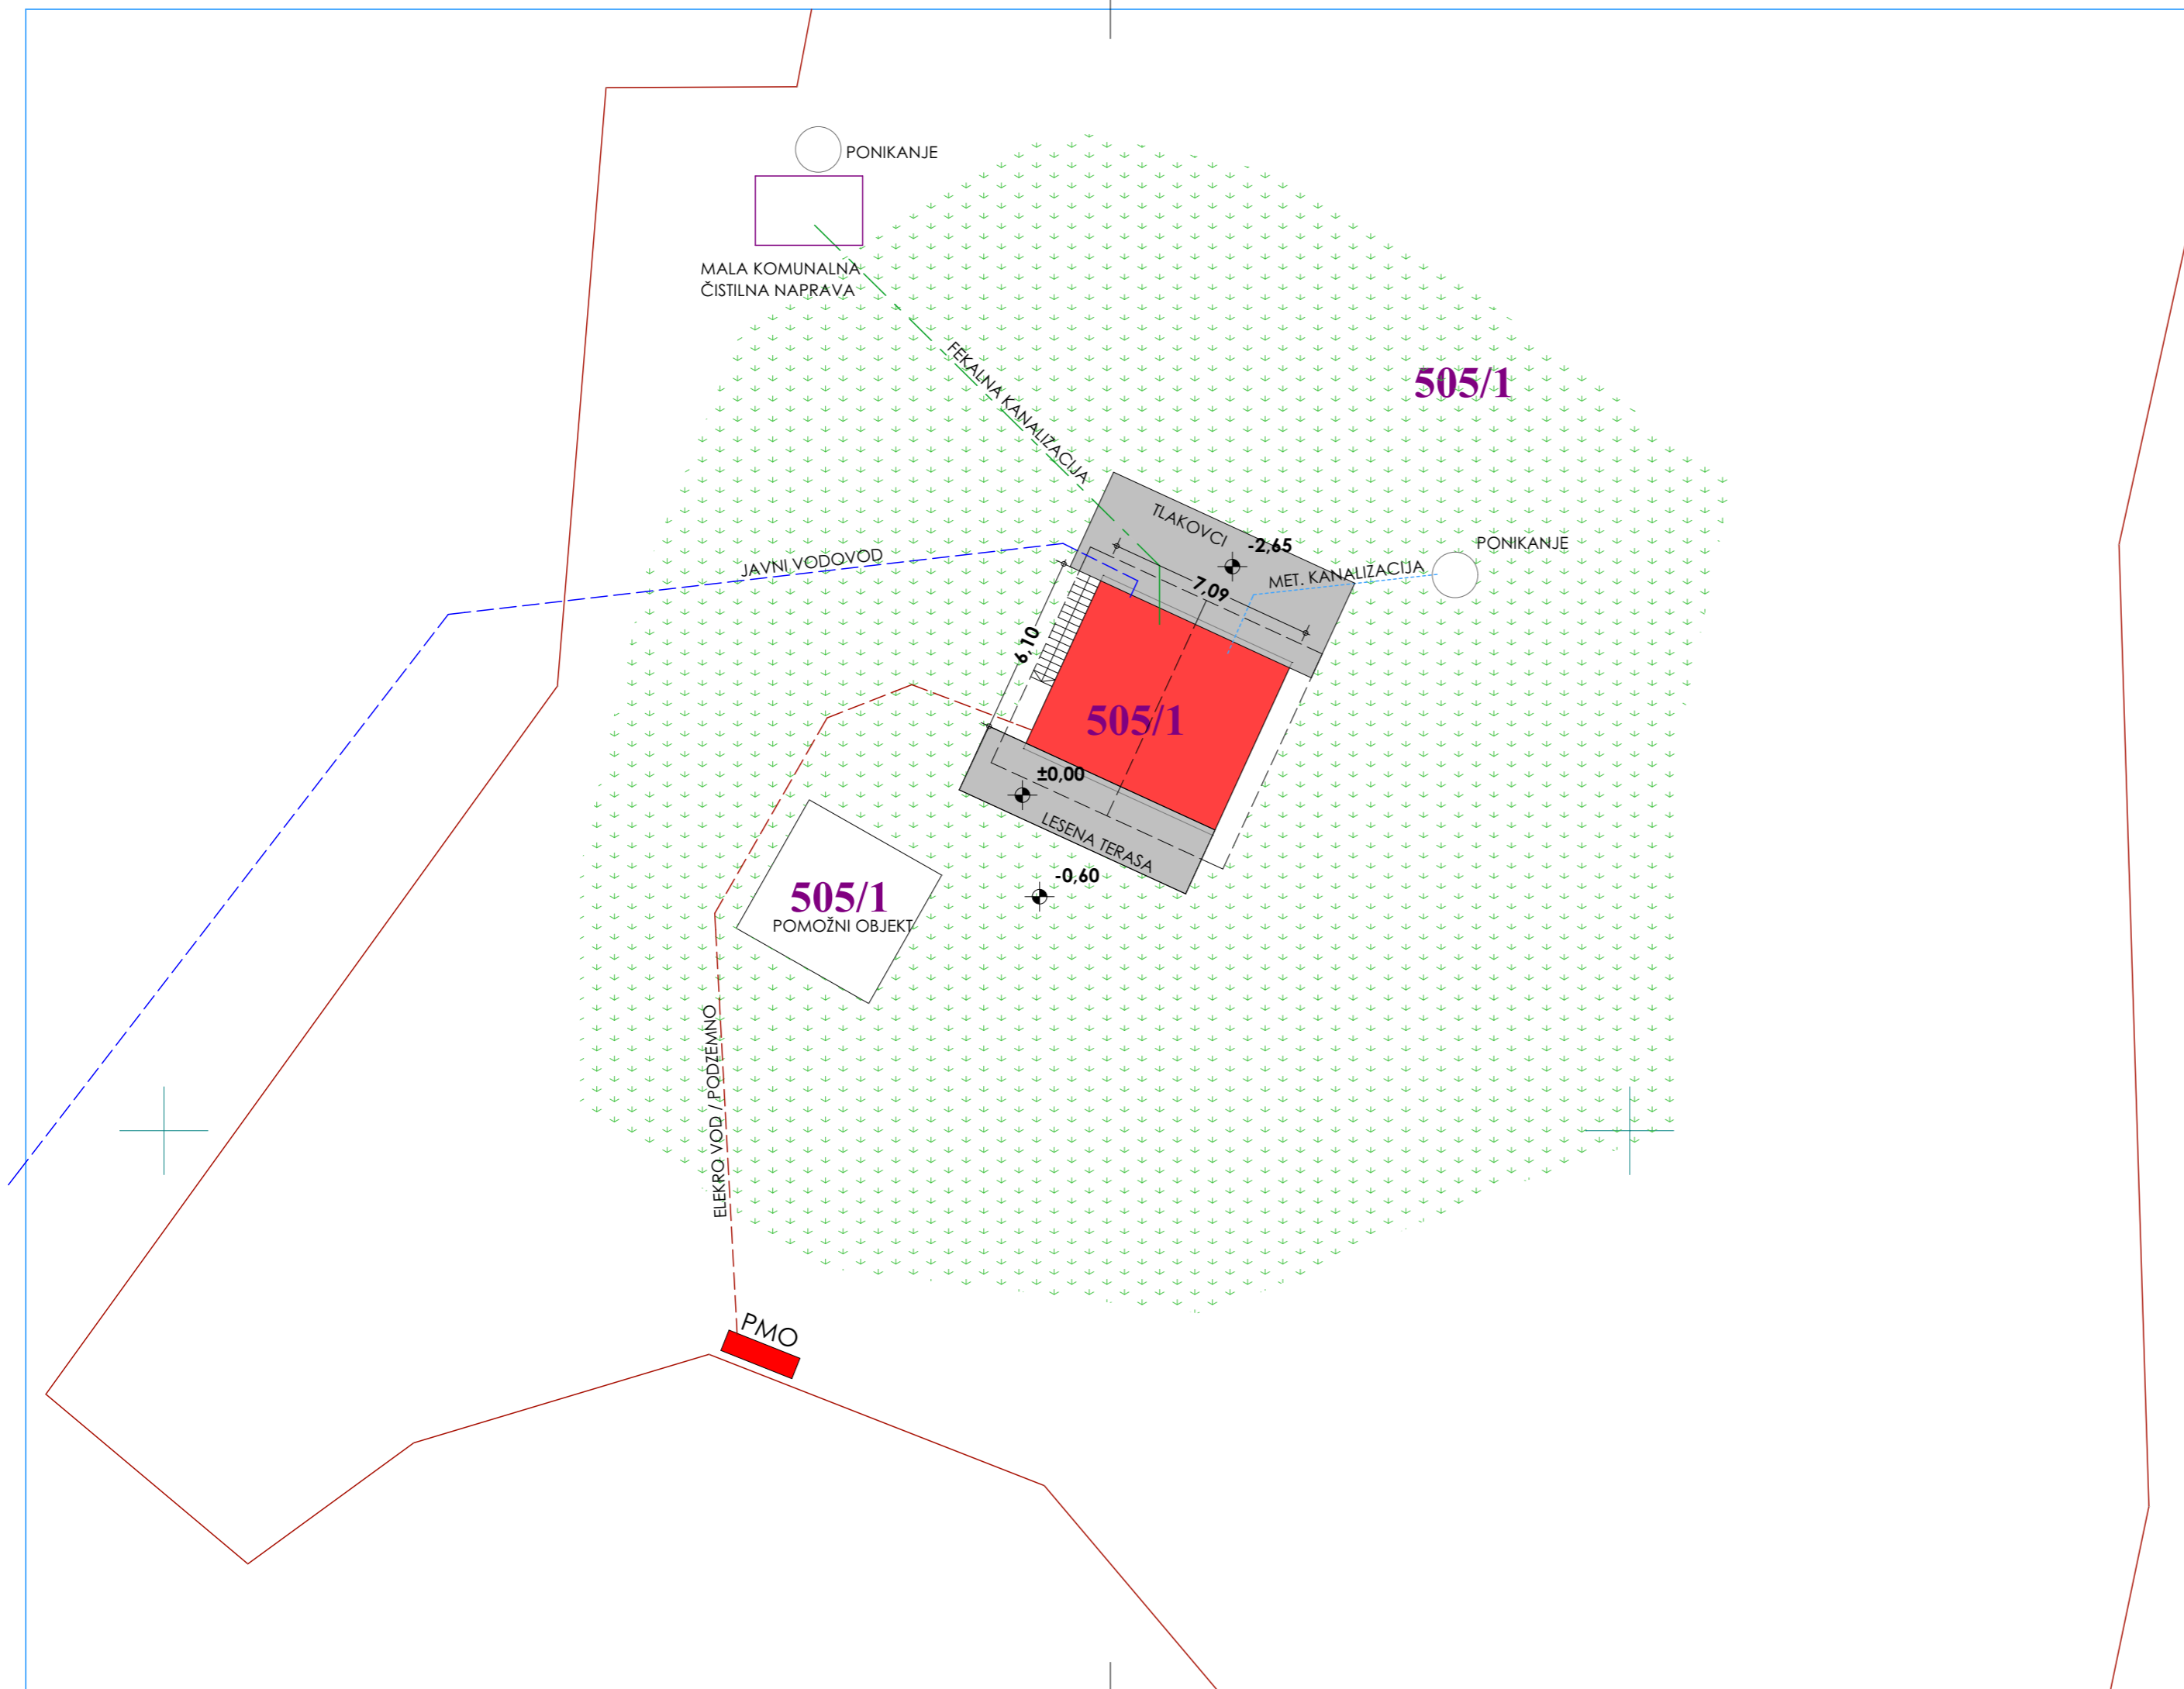 PONIKANJE
MALA KOMUNALNA
ČISTILNA NAPRAVA
FEKALNA KANALIZACIJA
505/1
TLAKOVCI
-2,65
PONIKANJE
JAVNI VODOVOD
MET. KANALIZACIJA
7,09
6,10
505/1
±0,00
LESENA TERASA
-0,60
505/1
POMOŽNI OBJEKT
ELEKRO VOD / PODZEMNO
PMO